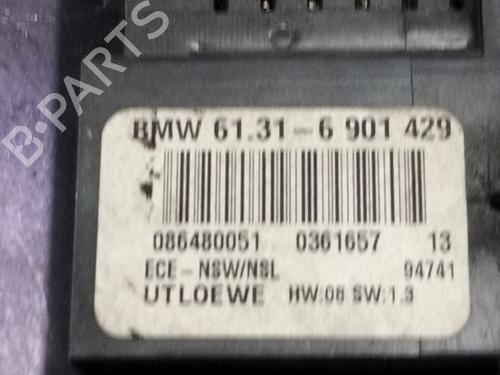 B-PARTS
BMW 61.31-6 901 429
086480051 0361657 13
ECE-NSW/NSL 94741
UTLOEWE HW:08 SW:1.3